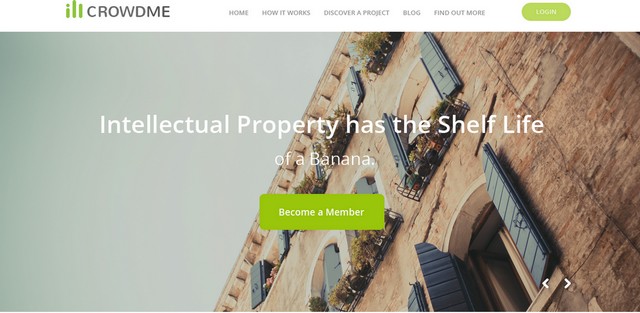 CROWDME
HOME HOW IT WORKS DISCOVER A PROJECT BLOG FIND OUT MORE LOGIN
Intellectual Property has the Shelf Life
of a Banana.
Become a Member